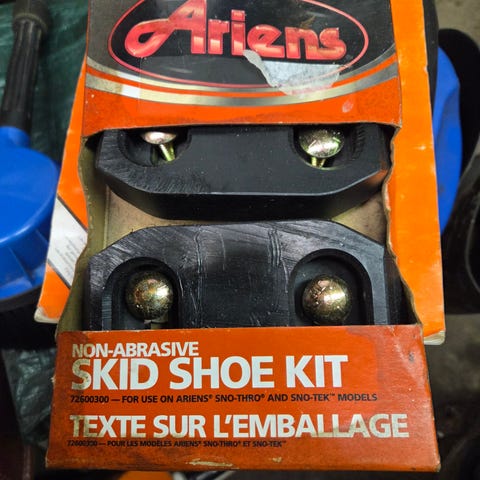 Ariens
NON-ABRASIVE
SKID SHOE KIT
72600300 — FOR USE ON ARIENS® SNO-THRO® AND SNO-TEK™ MODELS
TEXTE SUR L'EMBALLAGE
72600300 — POUR LES MODÈLES ARIENS® SNO-THRO® ET SNO-TEK™